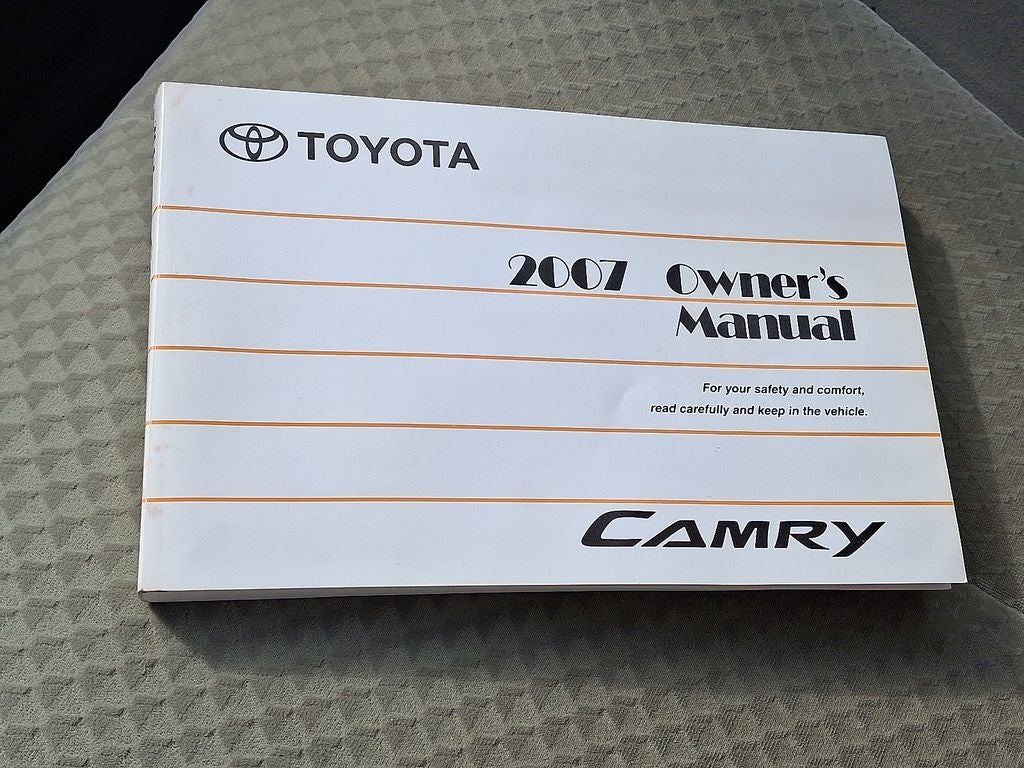 TOYOTA
2007 Owner's
Manual
For your safety and comfort,
read carefully and keep in the vehicle.
CAMRY